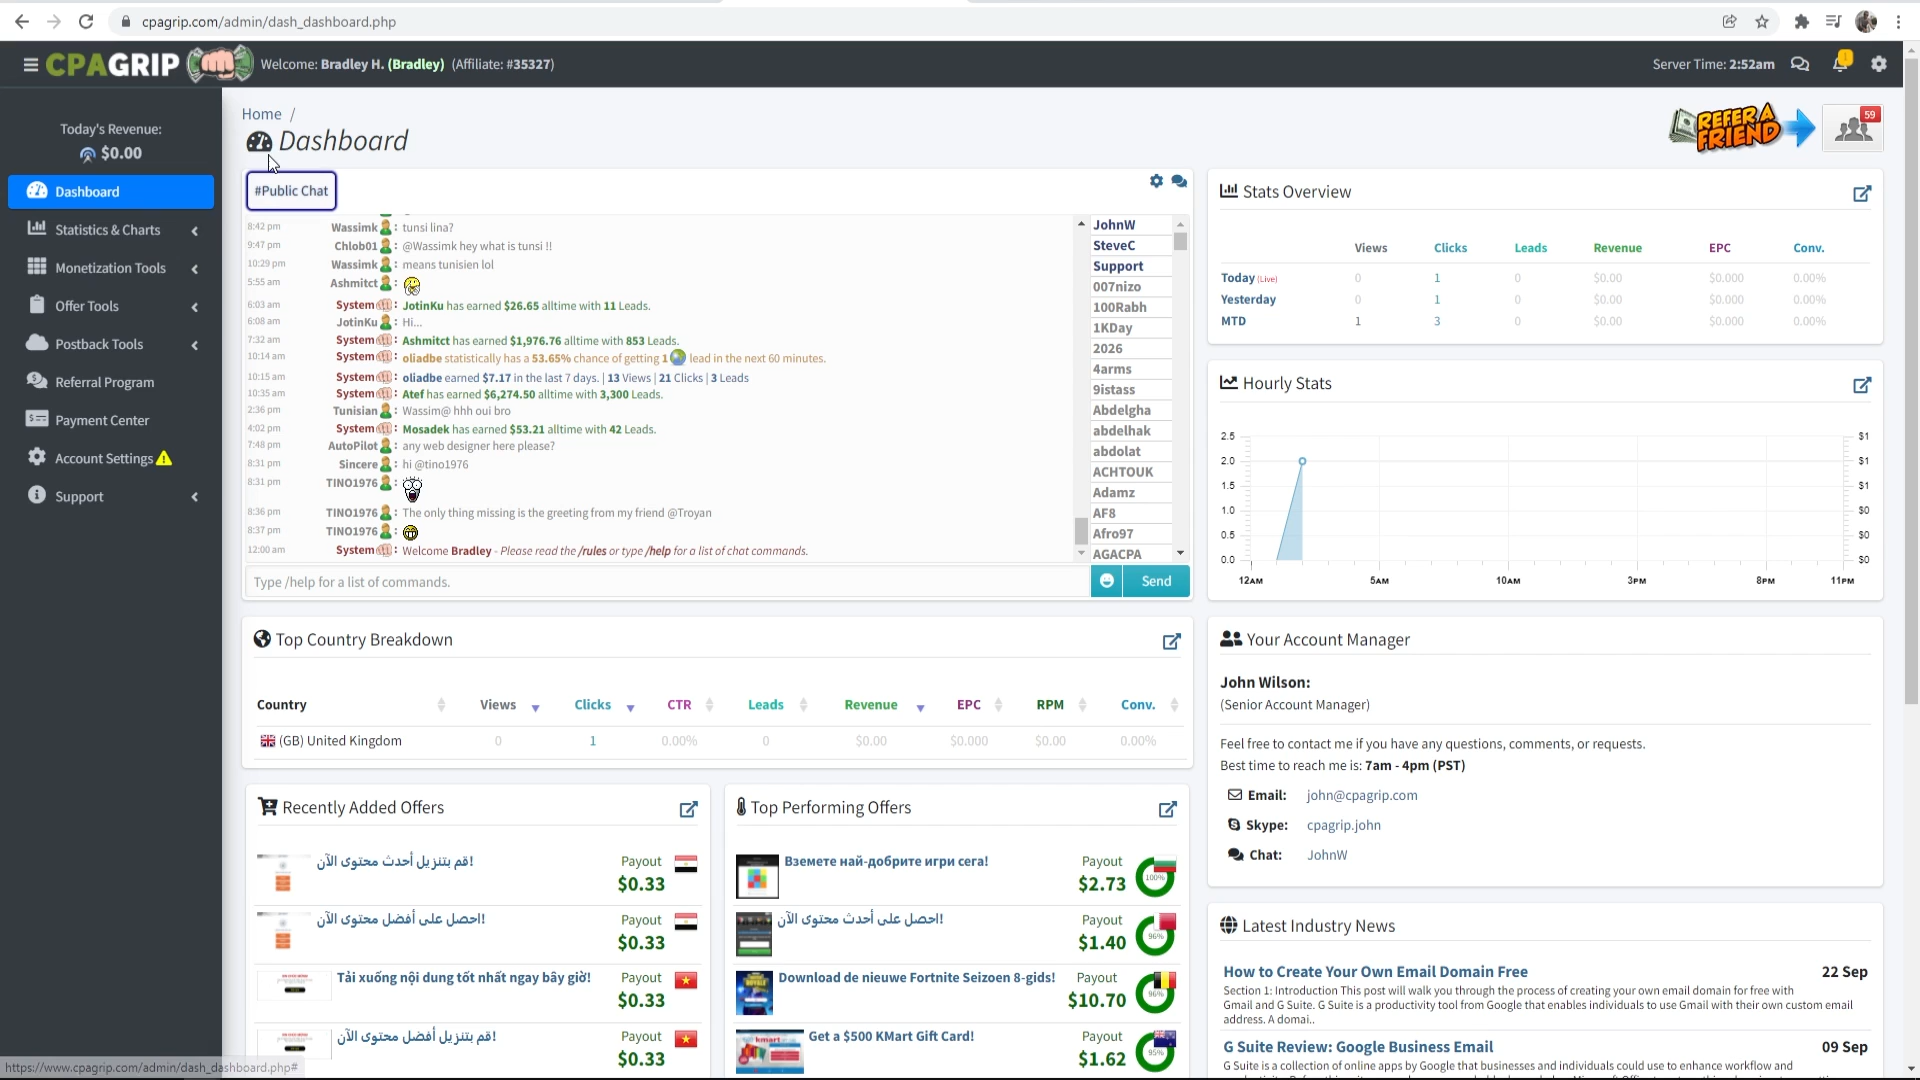 cpagrip.com/admin/dash_dashboard.php
CPAGRIP Welcome: Bradley H. (Bradley) (Affiliate: #35327)
Server Time: 2:52am
Today's Revenue:
$0.00
Dashboard
Statistics & Charts
Monetization Tools
Offer Tools
Postback Tools
Referral Program
Payment Center
Account Settings
Support
Home /
Dashboard
REFER A FRIEND
59
#Public Chat
8:42 pm Wassimk : tunsi lina?
9:47 pm Chlob01 : @Wassimk hey what is tunsi !!
10:29 pm Wassimk : means tunisien lol
5:55 am Ashmitct :
6:03 am System : JotinKu has earned $26.65 alltime with 11 Leads.
6:08 am JotinKu : Hi...
7:32 am System : Ashmitct has earned $1,976.76 alltime with 853 Leads.
10:14 am System : oliadbe statistically has a 53.65% chance of getting 1 lead in the next 60 minutes.
10:15 am System : oliadbe earned $7.17 in the last 7 days. | 13 Views | 21 Clicks | 3 Leads
10:35 am System : Atef has earned $6,274.50 alltime with 3,300 Leads.
2:36 pm Tunisian : Wassim@ hhh oui bro
4:02 pm System : Mosadek has earned $53.21 alltime with 42 Leads.
7:48 pm AutoPilot : any web designer here please?
8:31 pm Sincere : hi @tino1976
8:31 pm TINO1976 :
8:36 pm TINO1976 : The only thing missing is the greeting from my friend @Troyan
8:37 pm TINO1976 :
12:00 am System : Welcome Bradley - Please read the /rules or type /help for a list of chat commands.
JohnW
SteveC
Support
007nizo
100Rabh
1KDay
2026
4arms
9istass
Abdelgha
abdelhak
abdolat
ACHTOUK
Adamz
AF8
Afro97
AGACPA
Type /help for a list of commands.
Send
Stats Overview
Views Clicks Leads Revenue EPC Conv.
Today (Live) 0 1 0 $0.00 $0.000 0.00%
Yesterday 0 1 0 $0.00 $0.000 0.00%
MTD 1 3 0 $0.00 $0.000 0.00%
Hourly Stats
2.5 $1
2.0 $1
1.5 $1
1.0 $0
0.5 $0
0.0 $0
12AM 5AM 10AM 3PM 8PM 11PM
Top Country Breakdown
Country Views Clicks CTR Leads Revenue EPC RPM Conv.
(GB) United Kingdom 0 1 0.00% 0 $0.00 $0.000 $0.00 0.00%
Your Account Manager
John Wilson:
(Senior Account Manager)
Feel free to contact me if you have any questions, comments, or requests.
Best time to reach me is: 7am - 4pm (PST)
Email: john@cpagrip.com
Skype: cpagrip.john
Chat: JohnW
Recently Added Offers
قم بتنزيل أحدث محتوى الآن!
Payout
$0.33
احصل على أفضل محتوى الآن!
Payout
$0.33
Tải xuống nội dung tốt nhất ngay bây giờ!
Payout
$0.33
قم بتنزيل أفضل محتوى الآن!
Payout
$0.33
Top Performing Offers
Вземете най-добрите игри сега!
Payout
$2.73
100%
احصل على أحدث محتوى الآن!
Payout
$1.40
96%
Download de nieuwe Fortnite Seizoen 8-gids!
Payout
$10.70
96%
Get a $500 KMart Gift Card!
Payout
$1.62
95%
Latest Industry News
How to Create Your Own Email Domain Free 22 Sep
Section 1: Introduction This post will walk you through the process of creating your own email domain for free with
Gmail and G Suite. G Suite is a productivity tool from Google that enables individuals to use Gmail with their own custom email
address. A domai..
G Suite Review: Google Business Email 09 Sep
G Suite is a collection of online apps by Google that businesses and individuals could use to enhance workflow and
https://www.cpagrip.com/admin/dash_dashboard.php#